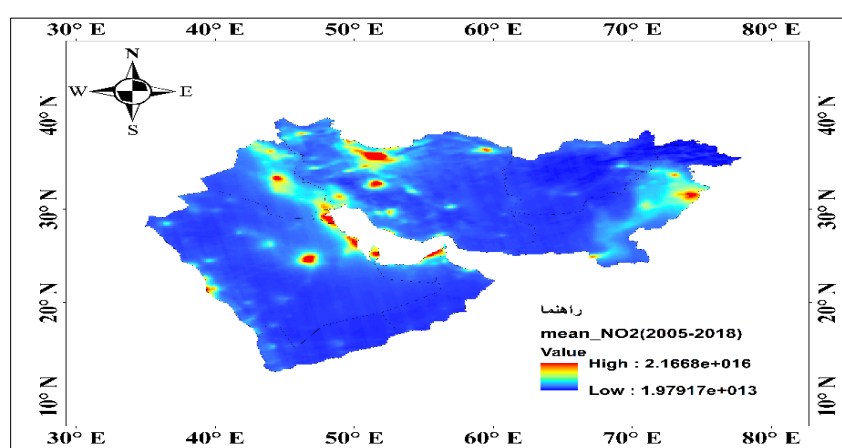 30° E 40° E 50° E 60° E 70° E 80° E
N
W E
S
40° N 40° N
30° N 30° N
20° N 20° N
10° N 10° N
راهنما
mean_NO2(2005-2018)
Value
High : 2.1668e+016
Low : 1.97917e+013
30° E 40° E 50° E 60° E 70° E 80° E